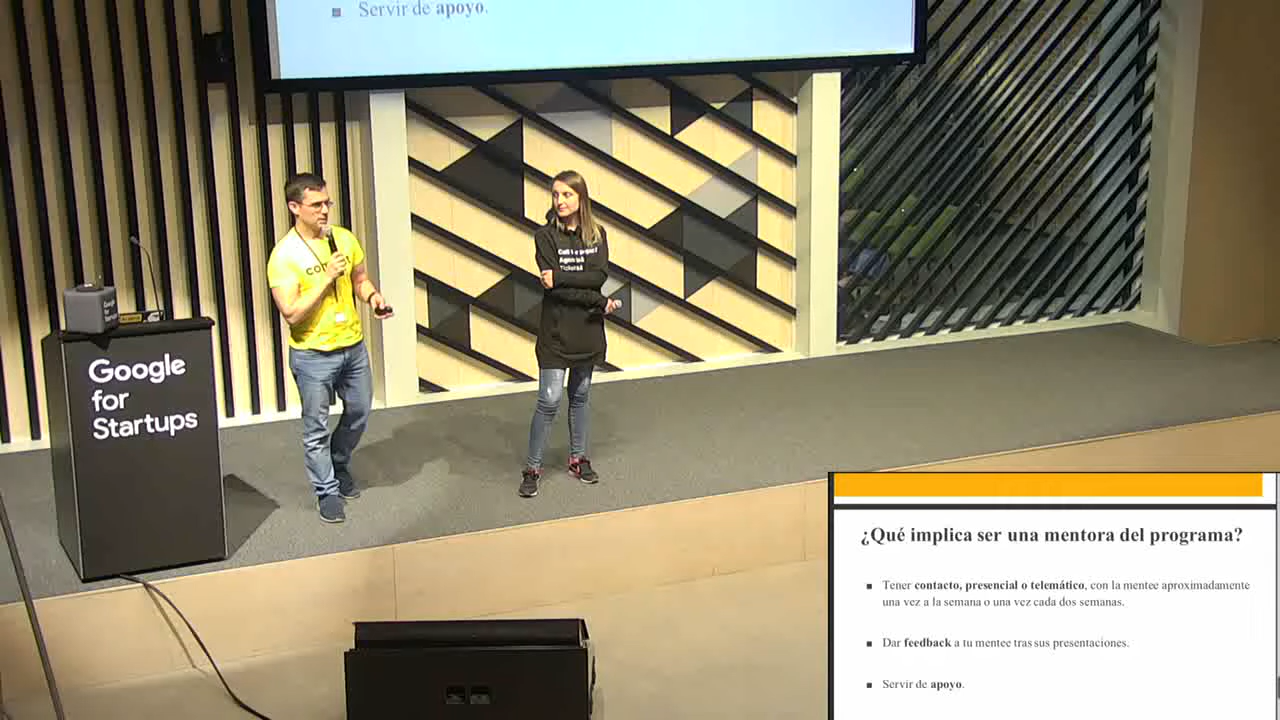 ■ Servir de apoyo.
Google
for
Startups
¿Qué implica ser una mentora del programa?
■ Tener contacto, presencial o telemático, con la mentee aproximadamente
una vez a la semana o una vez cada dos semanas.
■ Dar feedback a tu mentee tras sus presentaciones.
■ Servir de apoyo.